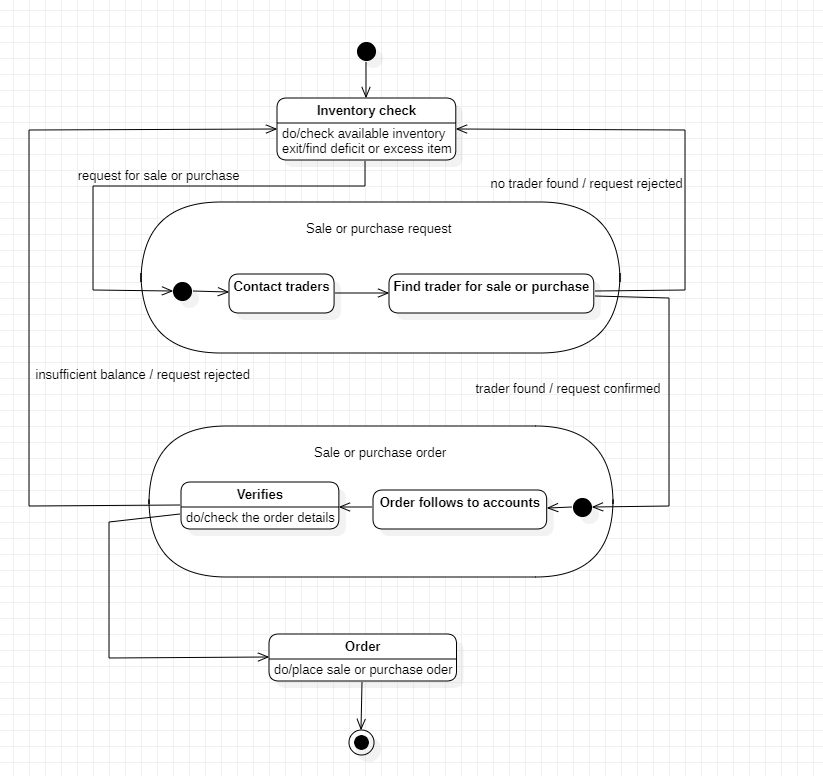 Inventory check
do/check available inventory
exit/find deficit or excess item
request for sale or purchase
no trader found / request rejected
Sale or purchase request
Contact traders
Find trader for sale or purchase
insufficient balance / request rejected
trader found / request confirmed
Sale or purchase order
Verifies
do/check the order details
Order follows to accounts
Order
do/place sale or purchase oder